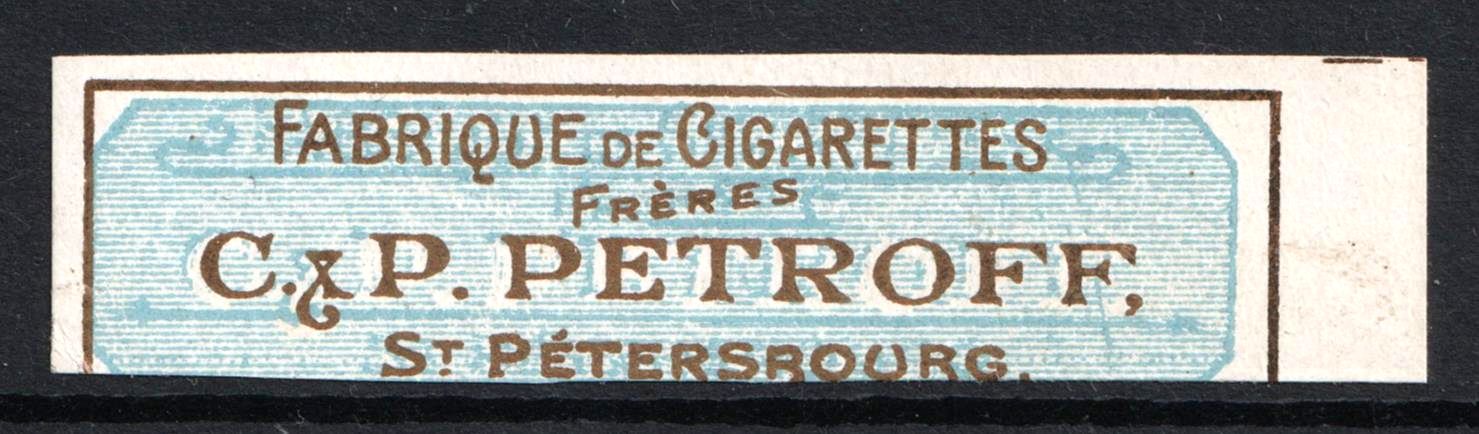 FABRIQUE DE CIGARETTES
FRÈRES
C. & P. PETROFF,
ST PÉTERSBOURG.